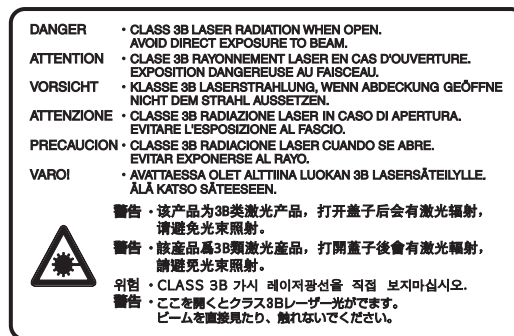 DANGER · CLASS 3B LASER RADIATION WHEN OPEN.
AVOID DIRECT EXPOSURE TO BEAM.
ATTENTION · CLASE 3B RAYONNEMENT LASER EN CAS D'OUVERTURE.
EXPOSITION DANGEREUSE AU FAISCEAU.
VORSICHT · KLASSE 3B LASERSTRAHLUNG, WENN ABDECKUNG GEÖFFNE
NICHT DEM STRAHL AUSSETZEN.
ATTENZIONE · CLASSE 3B RADIAZIONE LASER IN CASO DI APERTURA.
EVITARE L'ESPOSIZIONE AL FASCIO.
PRECAUCION · CLASSE 3B RADIACIONE LASER CUANDO SE ABRE.
EVITAR EXPONERSE AL RAYO.
VARO! · AVATTAESSA OLET ALTTIINA LUOKAN 3B LASERSÄTEILYLLE.
ÄLÄ KATSO SÄTEESEEN.
警告 · 该产品为3B类激光产品，打开盖子后会有激光辐射，
请避免光束照射。
警告 · 該産品爲3B類激光産品，打開蓋子後會有激光輻射，
請避免光束照射。
위험 · CLASS 3B 가시 레이저광선을 직접 보지마십시오.
警告 · ここを開くとクラス3Bレーザー光がでます。
ビームを直接見たり、触れないでください。